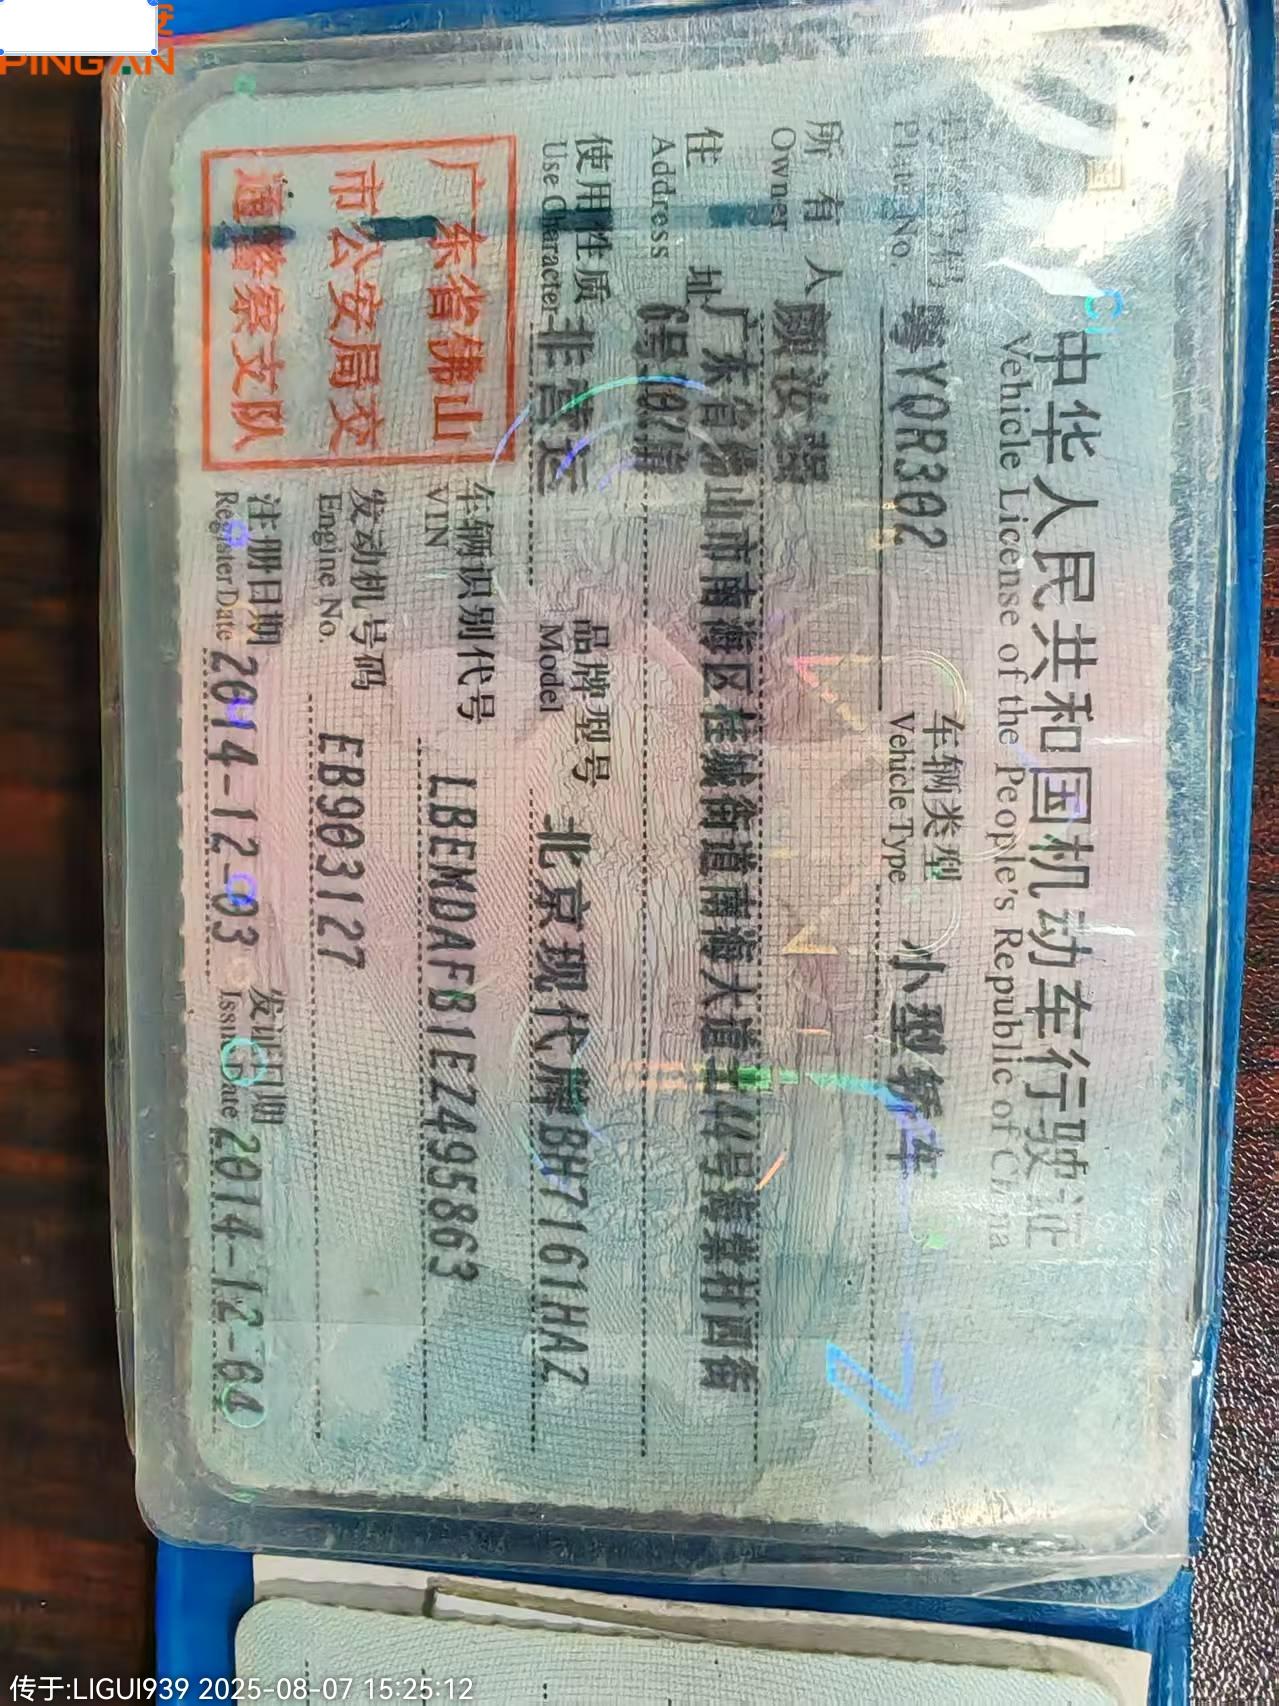 PING AN
中华人民共和国机动车行驶证
Vehicle License of the People's Republic of China
号牌号码 粤YQR302 车辆类型 小型轿车
Plate No. Vehicle Type
所有人
Owner
住址 广东省佛山市南海区桂城街道南海大道
Address
使用性质 非营运 品牌型号 北京现代牌BH7161HAZ
Use Character Model
广东省佛山
市公安局交
通警察支队
车辆识别代号 LBEMDAFB1EZ495863
VIN
发动机号码 EB903127
Engine No.
注册日期 2014-12-03 发证日期 2014-12-04
Register Date Issue Date
传于:LIGUI939 2025-08-07 15:25:12